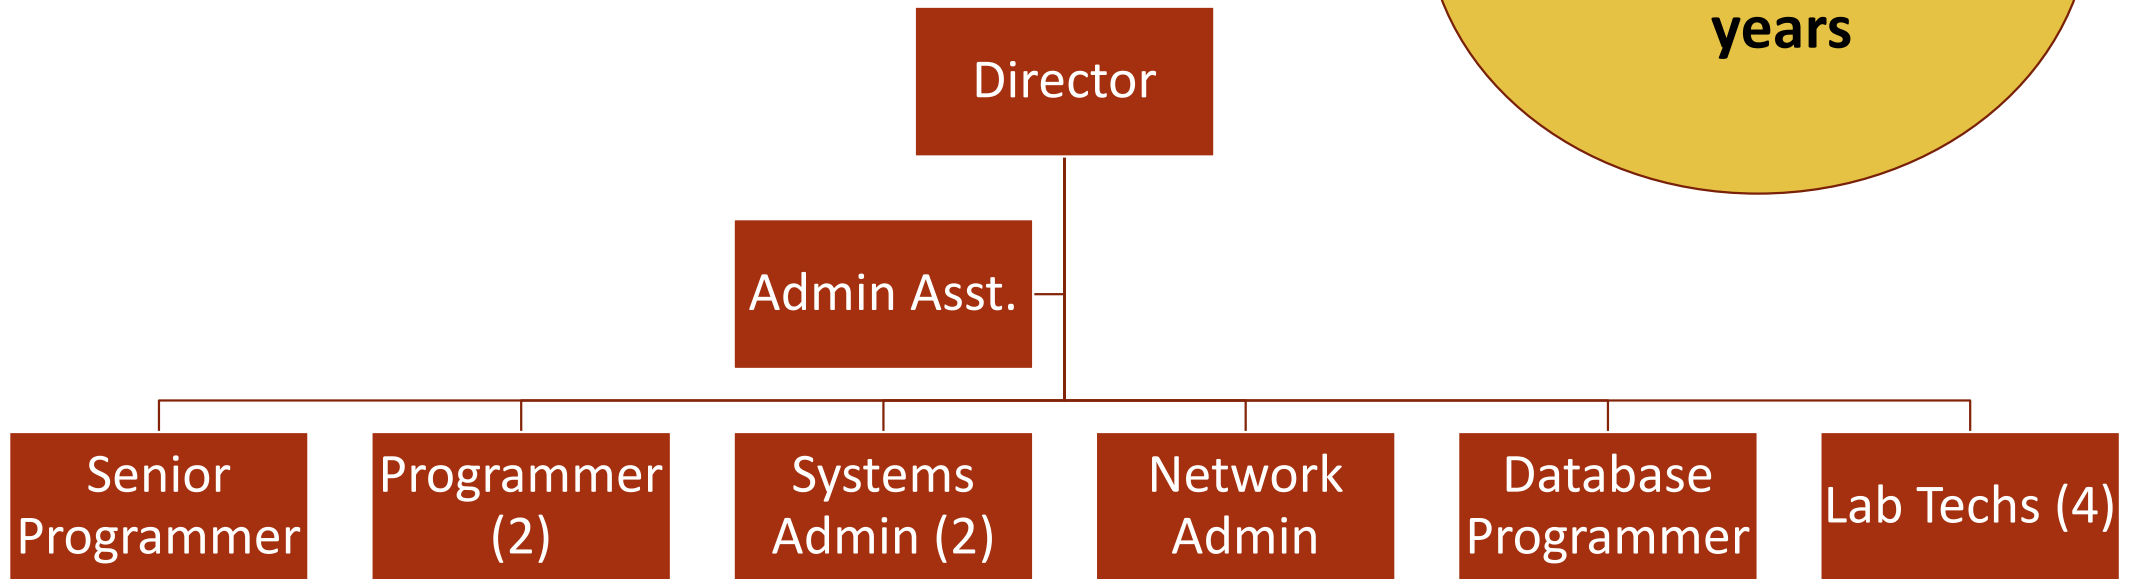 years
Director
Admin Asst.
Senior
Programmer
Programmer
(2)
Systems
Admin (2)
Network
Admin
Database
Programmer
Lab Techs (4)